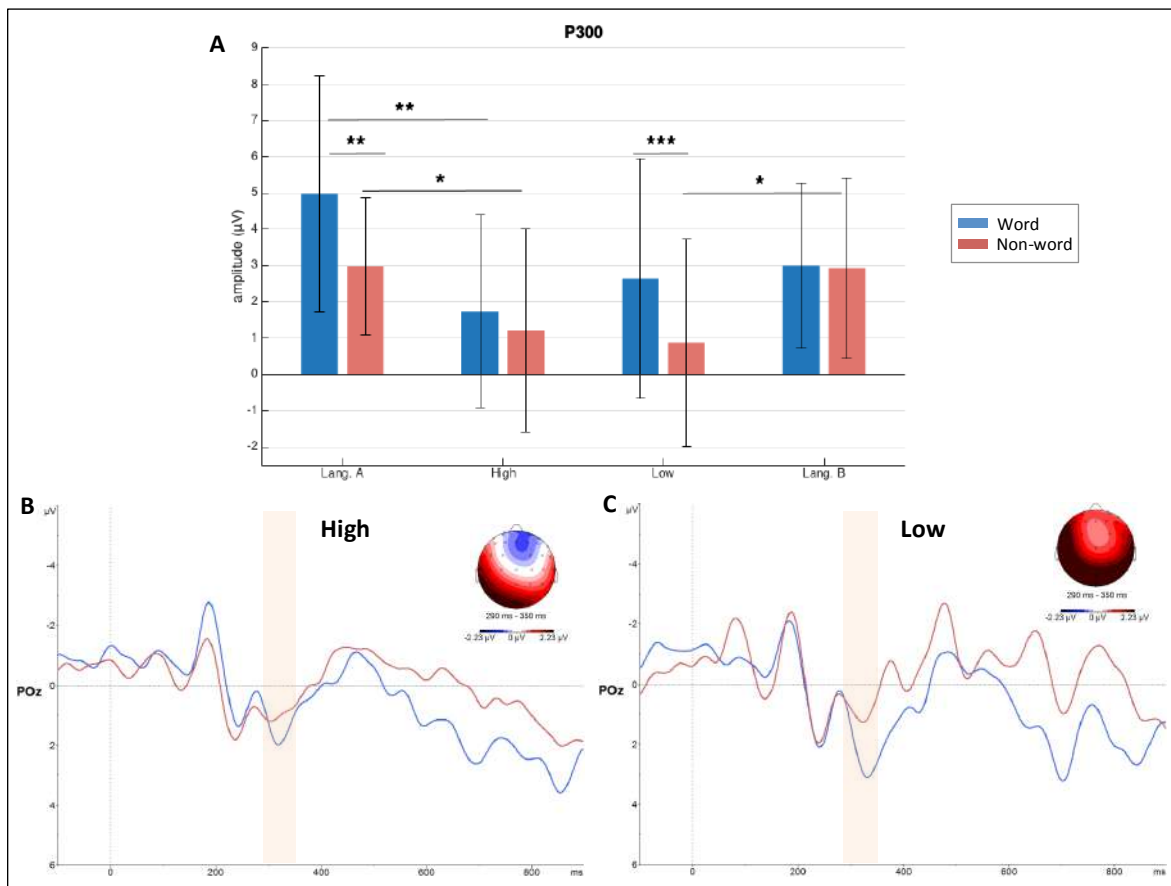 P300
A
9
8
7
6
5
4
3
2
1
0
-1
-2
amplitude (µV)
**
**
*
***
*
Lang. A
High
Low
Lang. B
Word
Non-word
B
µV
High
-4
-2
0
2
4
6
POz
290 ms - 350 ms
-2.23 µV 0 µV 2.23 µV
0 200 400 600 800 ms
C
µV
Low
-4
-2
0
2
4
6
POz
290 ms - 350 ms
-2.23 µV 0 µV 2.23 µV
0 200 400 600 800 ms